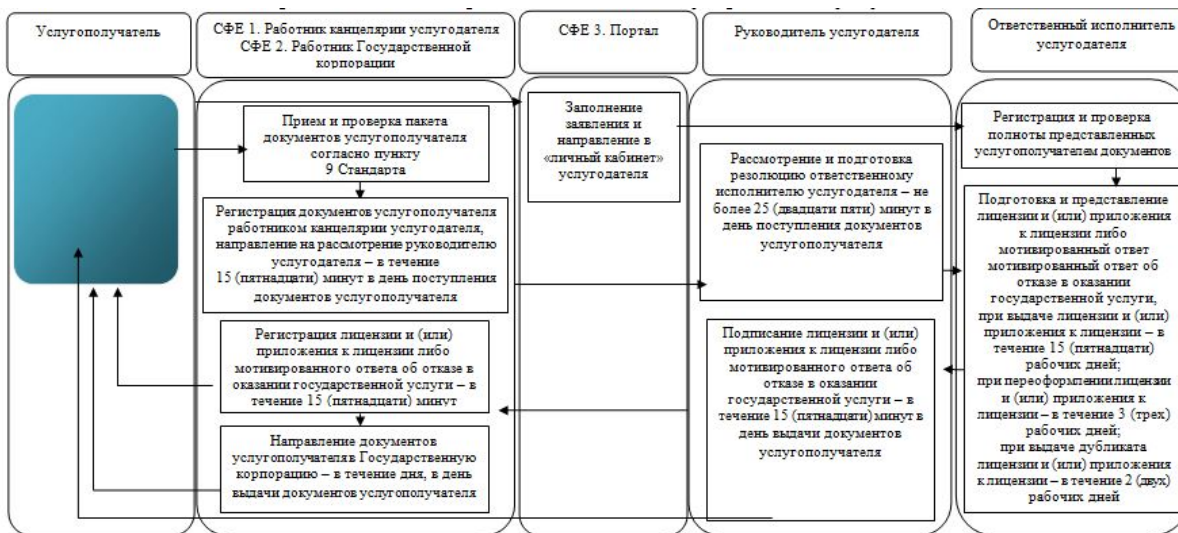 Услугополучатель
СФЕ 1. Работник канцелярии услугодателя
СФЕ 2. Работник Государственной
корпорации
СФЕ 3. Портал
Руководитель услугодателя
Ответственный исполнитель
услугодателя
Прием и проверка пакета
документов услугополучателя
согласно пункту
9 Стандарта
Регистрация документов услугополучателя
работником канцелярии услугодателя,
направление на рассмотрение руководителю
услугодателя – в течение
15 (пятнадцати) минут в день поступления
документов услугополучателя
Регистрация лицензии и (или)
приложения к лицензии либо
мотивированного ответа об отказе в
оказании государственной услуги – в
течение 15 (пятнадцати) минут
Направление документов
услугополучателя в Государственную
корпорацию – в течение дня, в день
выдачи документов услугополучателя
Заполнение
заявления и
направление в
«личный кабинет»
услугодателя
Рассмотрение и подготовка
резолюцию ответственному
исполнителю услугодателя – не
более 25 (двадцати пяти) минут в
день поступления документов
услугополучателя
Подписание лицензии и (или)
приложения к лицензии либо
мотивированного ответа об
отказе в оказании
государственной услуги – в
течение 15 (пятнадцати) минут в
день выдачи документов
услугополучателя
Регистрация и проверка
полноты представленных
услугополучателем документов
Подготовка и представление
лицензии и (или) приложения
к лицензии либо
мотивированный ответ
мотивированный ответ об
отказе в оказании
государственной услуги,
при выдаче лицензии и (или)
приложения к лицензии – в
течение 15 (пятнадцати)
рабочих дней;
при переоформлении лицензии
и (или) приложения к
лицензии – в течение 3 (трех)
рабочих дней;
при выдаче дубликата
лицензии и (или) приложения
к лицензии – в течение 2 (двух)
рабочих дней